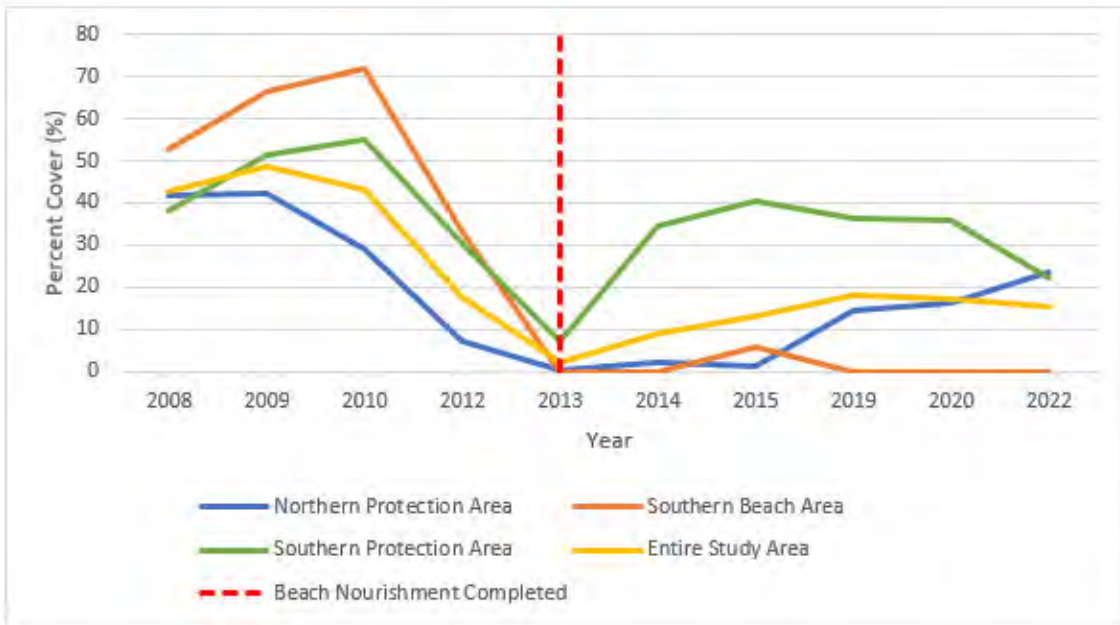 80
70
60
50
40
30
20
10
0
Percent Cover (%)
2008 2009 2010 2012 2013 2014 2015 2019 2020 2022
Year
Northern Protection Area Southern Beach Area
Southern Protection Area Entire Study Area
Beach Nourishment Completed